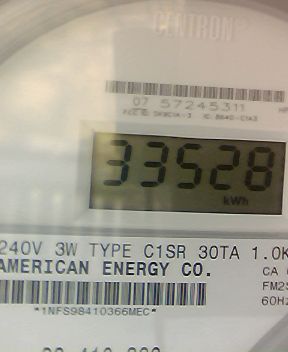 CENTRON®
07 57245311
33528
kWh
240V 3W TYPE C1SR 30TA 1.0K
AMERICAN ENERGY CO.
CA
FM2S
60Hz
*1NFS98410366MEC*